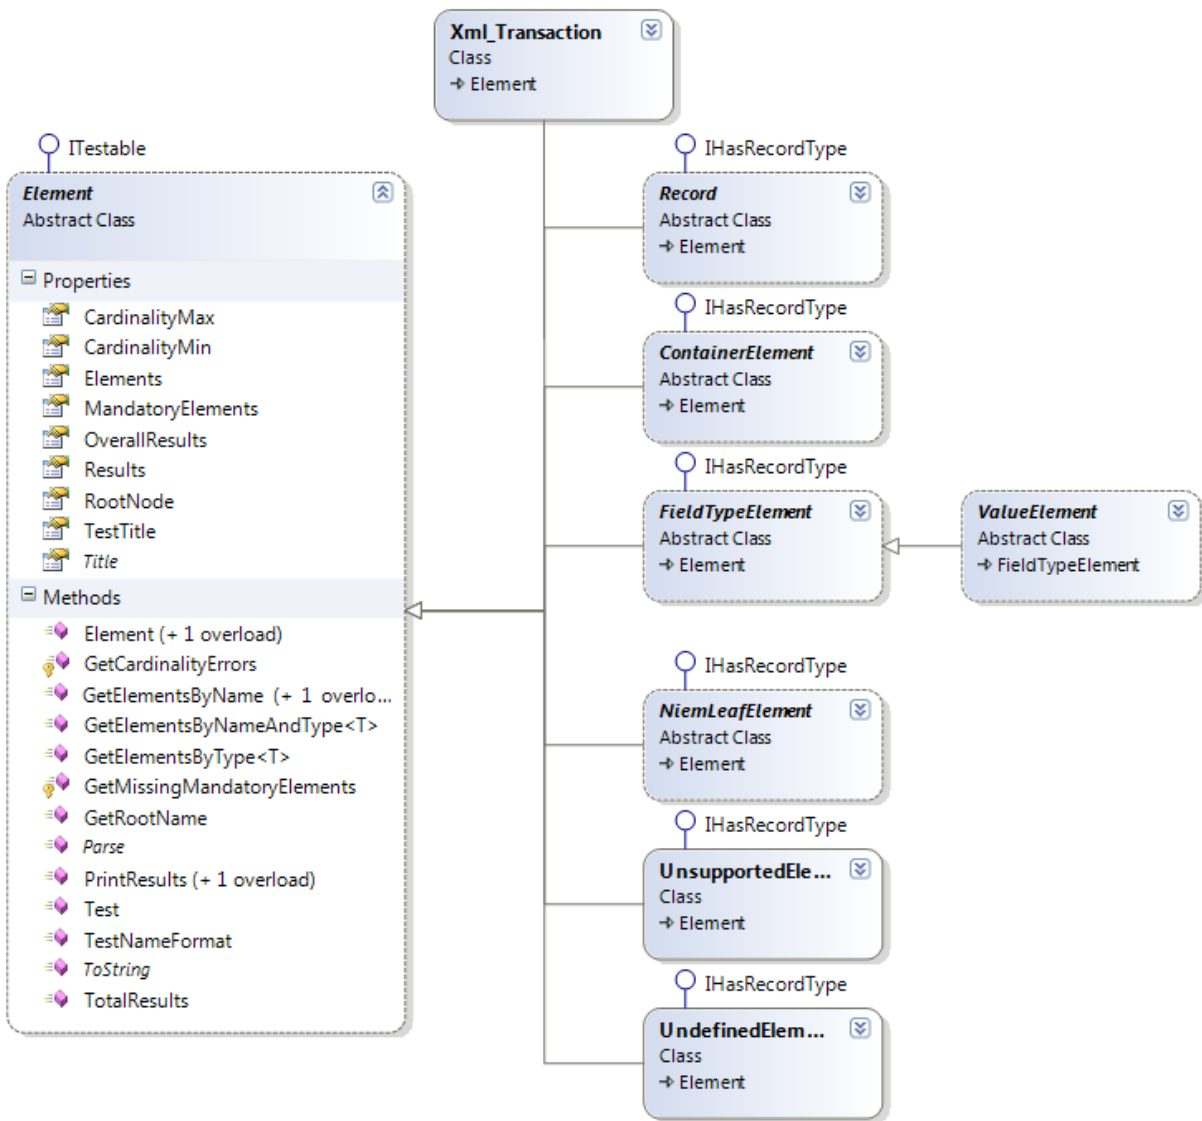 Xml_Transaction
Class
Element
ITestable
Element
Abstract Class
Properties
CardinalityMax
CardinalityMin
Elements
MandatoryElements
OverallResults
Results
RootNode
TestTitle
Title
Methods
Element (+ 1 overload)
GetCardinalityErrors
GetElementsByName (+ 1 overlo...
GetElementsByNameAndType<T>
GetElementsByType<T>
GetMissingMandatoryElements
GetRootName
Parse
PrintResults (+ 1 overload)
Test
TestNameFormat
ToString
TotalResults
IHasRecordType
Record
Abstract Class
Element
IHasRecordType
ContainerElement
Abstract Class
Element
IHasRecordType
FieldTypeElement
Abstract Class
Element
ValueElement
Abstract Class
FieldTypeElement
IHasRecordType
NiemLeafElement
Abstract Class
Element
IHasRecordType
UnsupportedEle...
Class
Element
IHasRecordType
UndefinedElem...
Class
Element